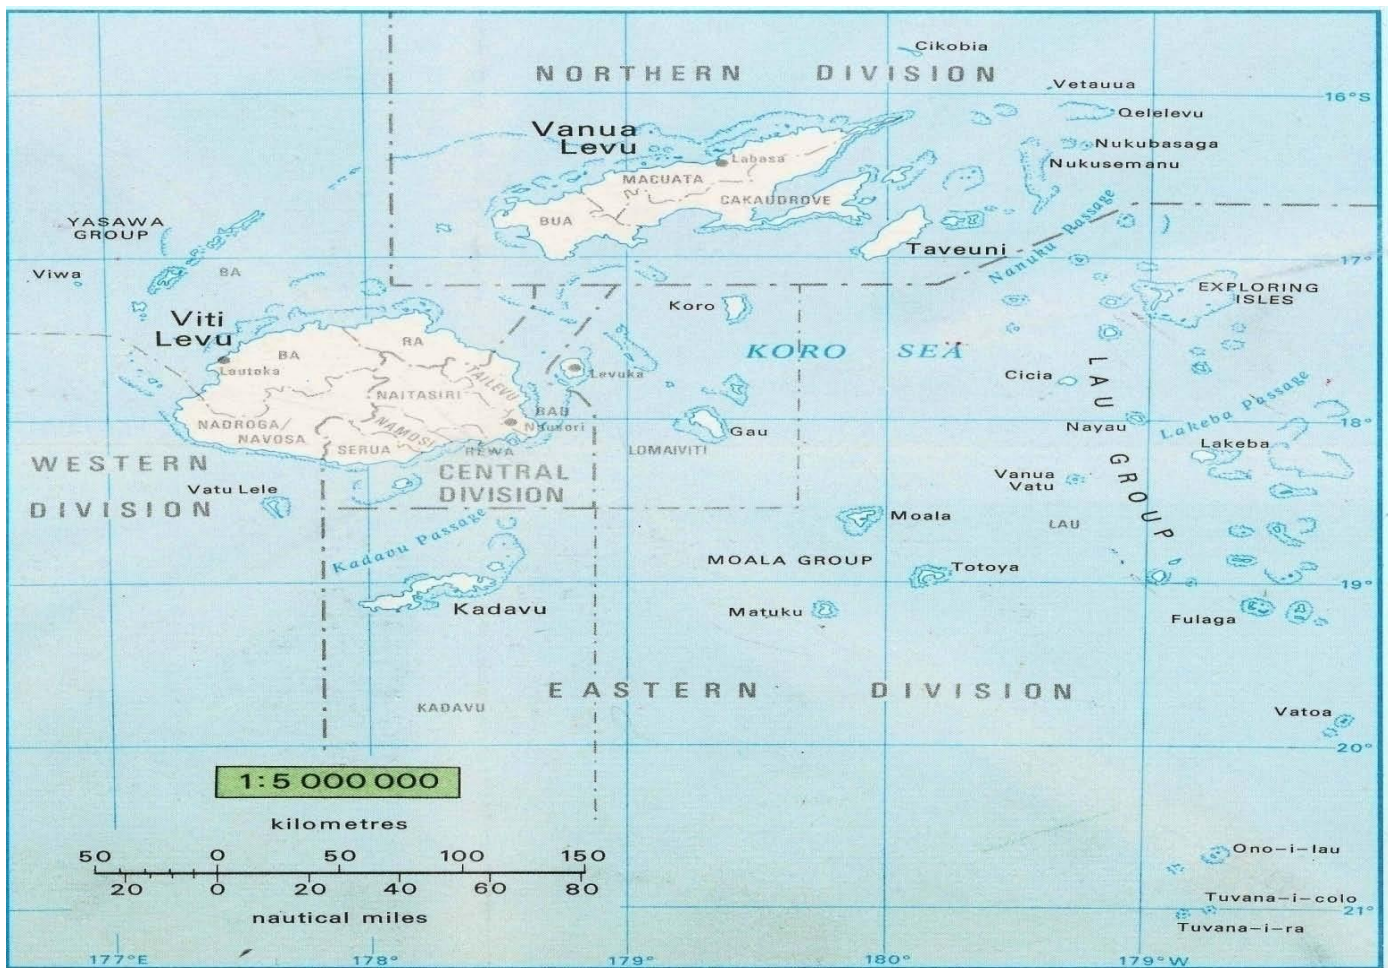 Cikobia
NORTHERN DIVISION
Vetauua
16°S
Qelelevu
Vanua
Levu
Nukubasaga
Labasa
Nukusemanu
MACUATA
CAKAUDROVE
BUA
YASAWA
GROUP
Taveuni
Nanuku Passage
17°
Viwa
BA
EXPLORING
ISLES
Koro
Viti
Levu
KORO SEA
BA
RA
Lautoka
Levuka
Cicia
LAU GROUP
TAILEVU
NAITASIRI
BAU
Nausori
NADROGA/
NAVOSA
NAMOSI
Gau
Nayau
Lakeba Passage
18°
Lakeba
SERUA
REWA
LOMAIVITI
WESTERN
DIVISION
CENTRAL
DIVISION
Vanua
Vatu
Vatu Lele
Moala
LAU
Kadavu Passage
MOALA GROUP
Totoya
19°
Kadavu
Matuku
Fulaga
EASTERN DIVISION
KADAVU
Vatoa
20°
1:5 000 000
kilometres
50 0 50 100 150
20 0 20 40 60 80
nautical miles
Ono-i-lau
Tuvana-i-colo
21°
Tuvana-i-ra
177°E 178° 179° 180° 179°W